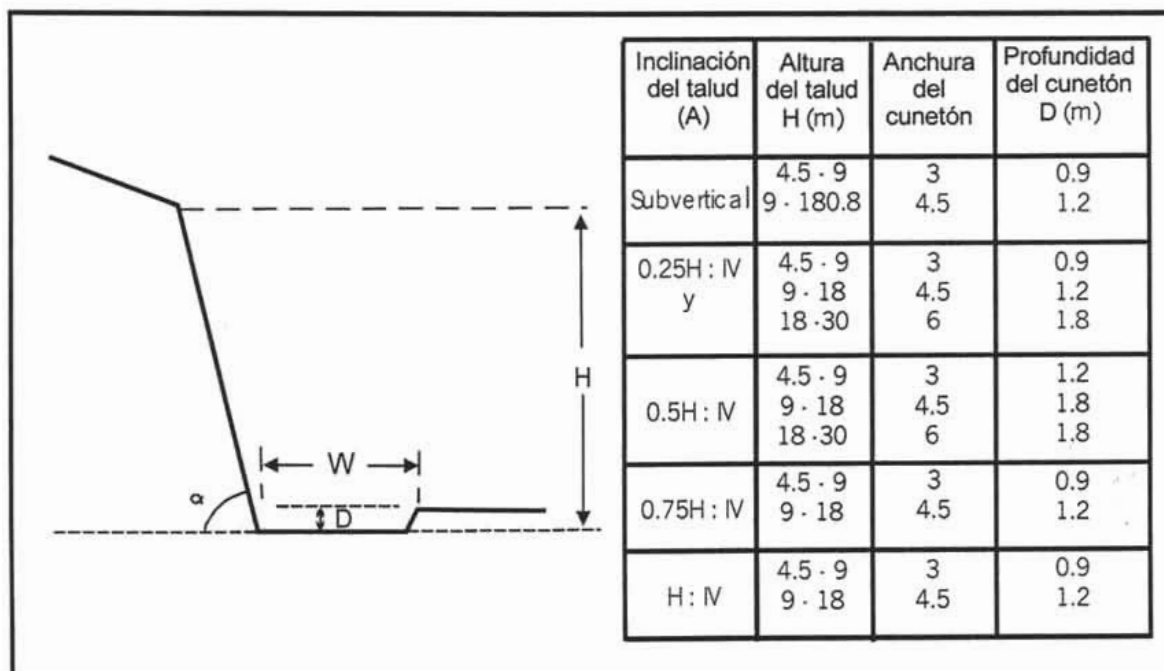 Inclinación del talud (A) | Altura del talud H (m) | Anchura del cunetón | Profundidad del cunetón D (m)
Subvertical | 4.5 · 9 | 3 | 0.9
9 · 180.8 | 4.5 | 1.2
0.25H : IV y | 4.5 · 9 | 3 | 0.9
9 · 18 | 4.5 | 1.2
18 · 30 | 6 | 1.8
0.5H : IV | 4.5 · 9 | 3 | 1.2
9 · 18 | 4.5 | 1.8
18 · 30 | 6 | 1.8
0.75H : IV | 4.5 · 9 | 3 | 0.9
9 · 18 | 4.5 | 1.2
H : IV | 4.5 · 9 | 3 | 0.9
9 · 18 | 4.5 | 1.2
H
W
α
D